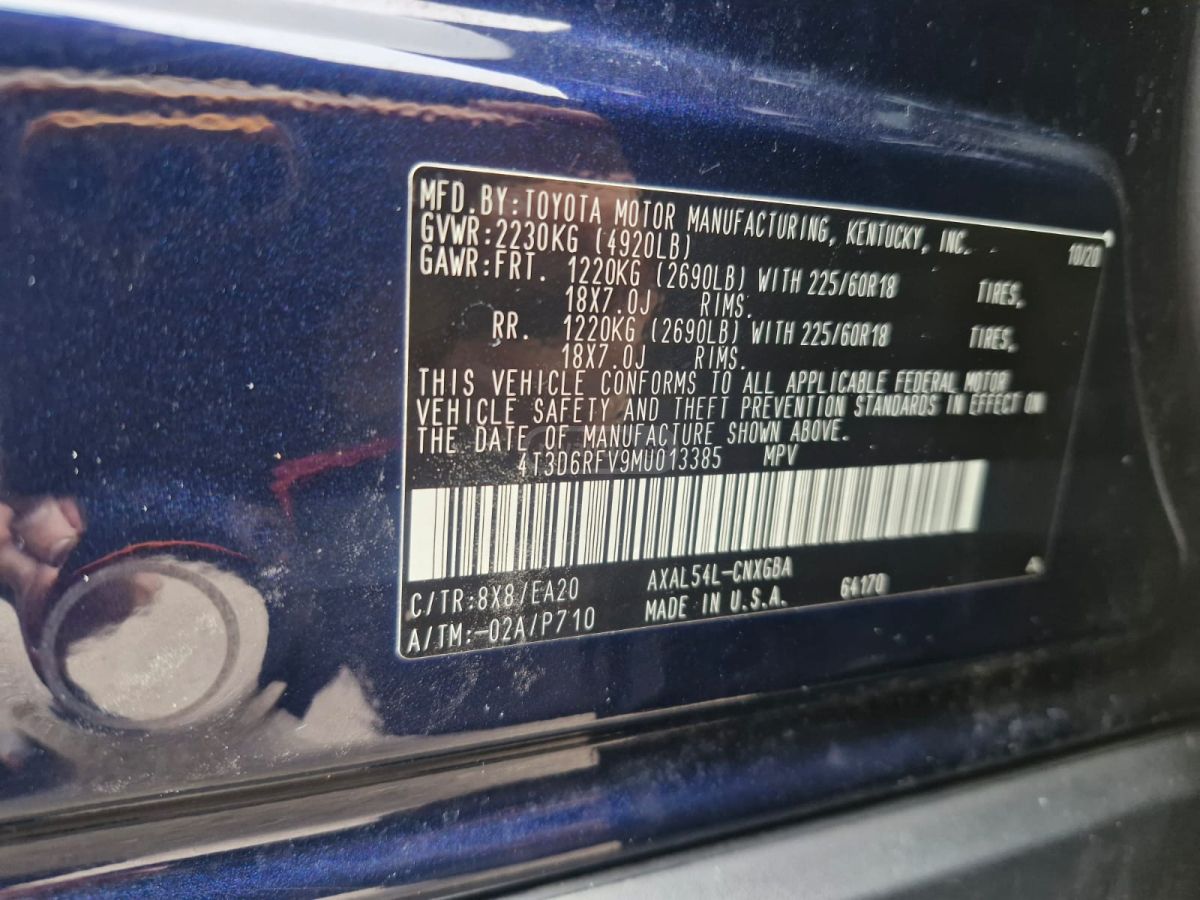 MFD.BY:TOYOTA MOTOR MANUFACTURING, KENTUCKY, INC.
GVWR:2230KG (4920LB) 10/20
GAWR:FRT. 1220KG (2690LB) WITH 225/60R18 TIRES,
18X7.0J RIMS.
RR. 1220KG (2690LB) WITH 225/60R18 TIRES,
18X7.0J RIMS.
THIS VEHICLE CONFORMS TO ALL APPLICABLE FEDERAL MOTOR
VEHICLE SAFETY AND THEFT PREVENTION STANDARDS IN EFFECT ON
THE DATE OF MANUFACTURE SHOWN ABOVE.
4T3D6RFV9MU013385 MPV
C/TR:8X8/EA20 AXAL54L-CNXGBA
A/TM:-02A/P710 MADE IN U.S.A. 64170